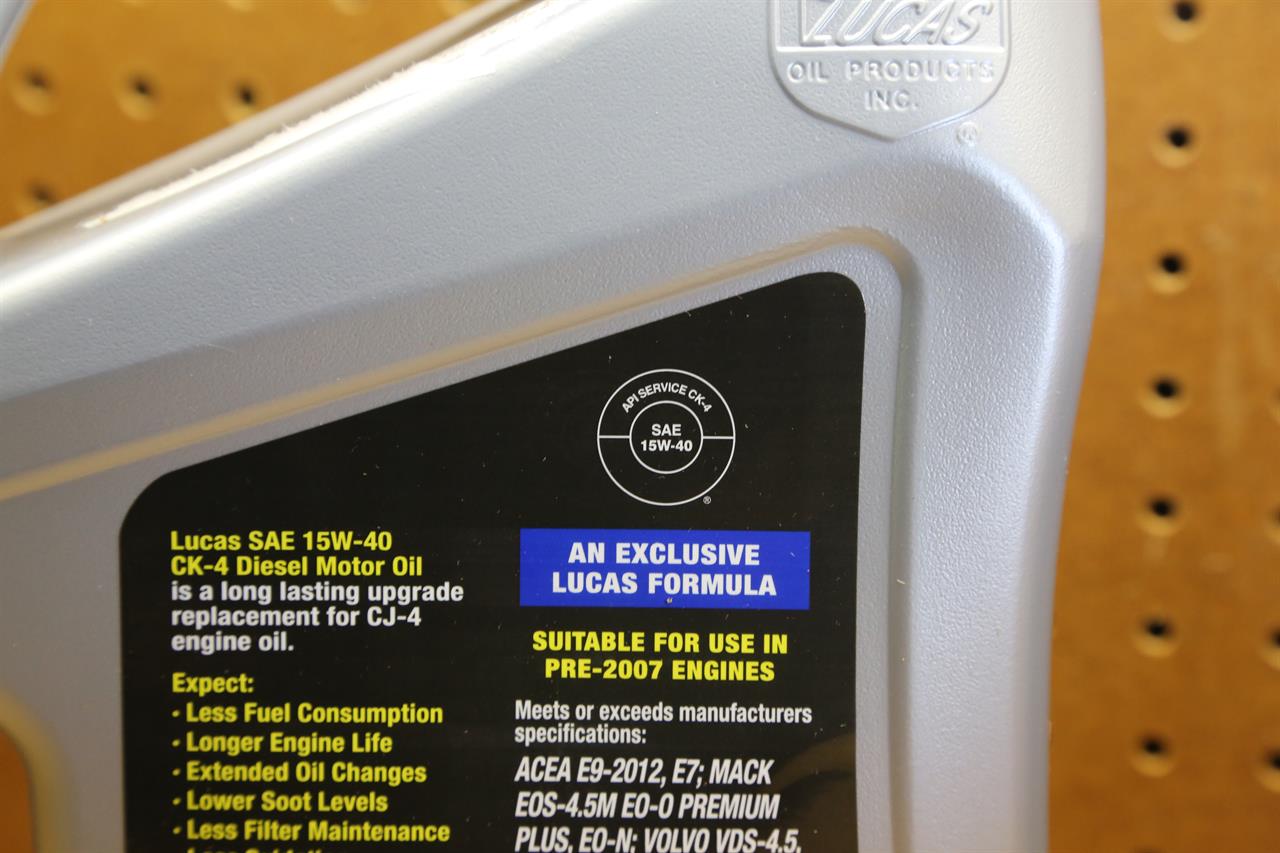 LUCAS
OIL PRODUCTS
INC.
®
API SERVICE CK-4
SAE
15W-40
®
Lucas SAE 15W-40
CK-4 Diesel Motor Oil
is a long lasting upgrade
replacement for CJ-4
engine oil.
Expect:
· Less Fuel Consumption
· Longer Engine Life
· Extended Oil Changes
· Lower Soot Levels
· Less Filter Maintenance
AN EXCLUSIVE
LUCAS FORMULA
SUITABLE FOR USE IN
PRE-2007 ENGINES
Meets or exceeds manufacturers
specifications:
ACEA E9-2012, E7; MACK
EOS-4.5M EO-O PREMIUM
PLUS, EO-N; VOLVO VDS-4.5,